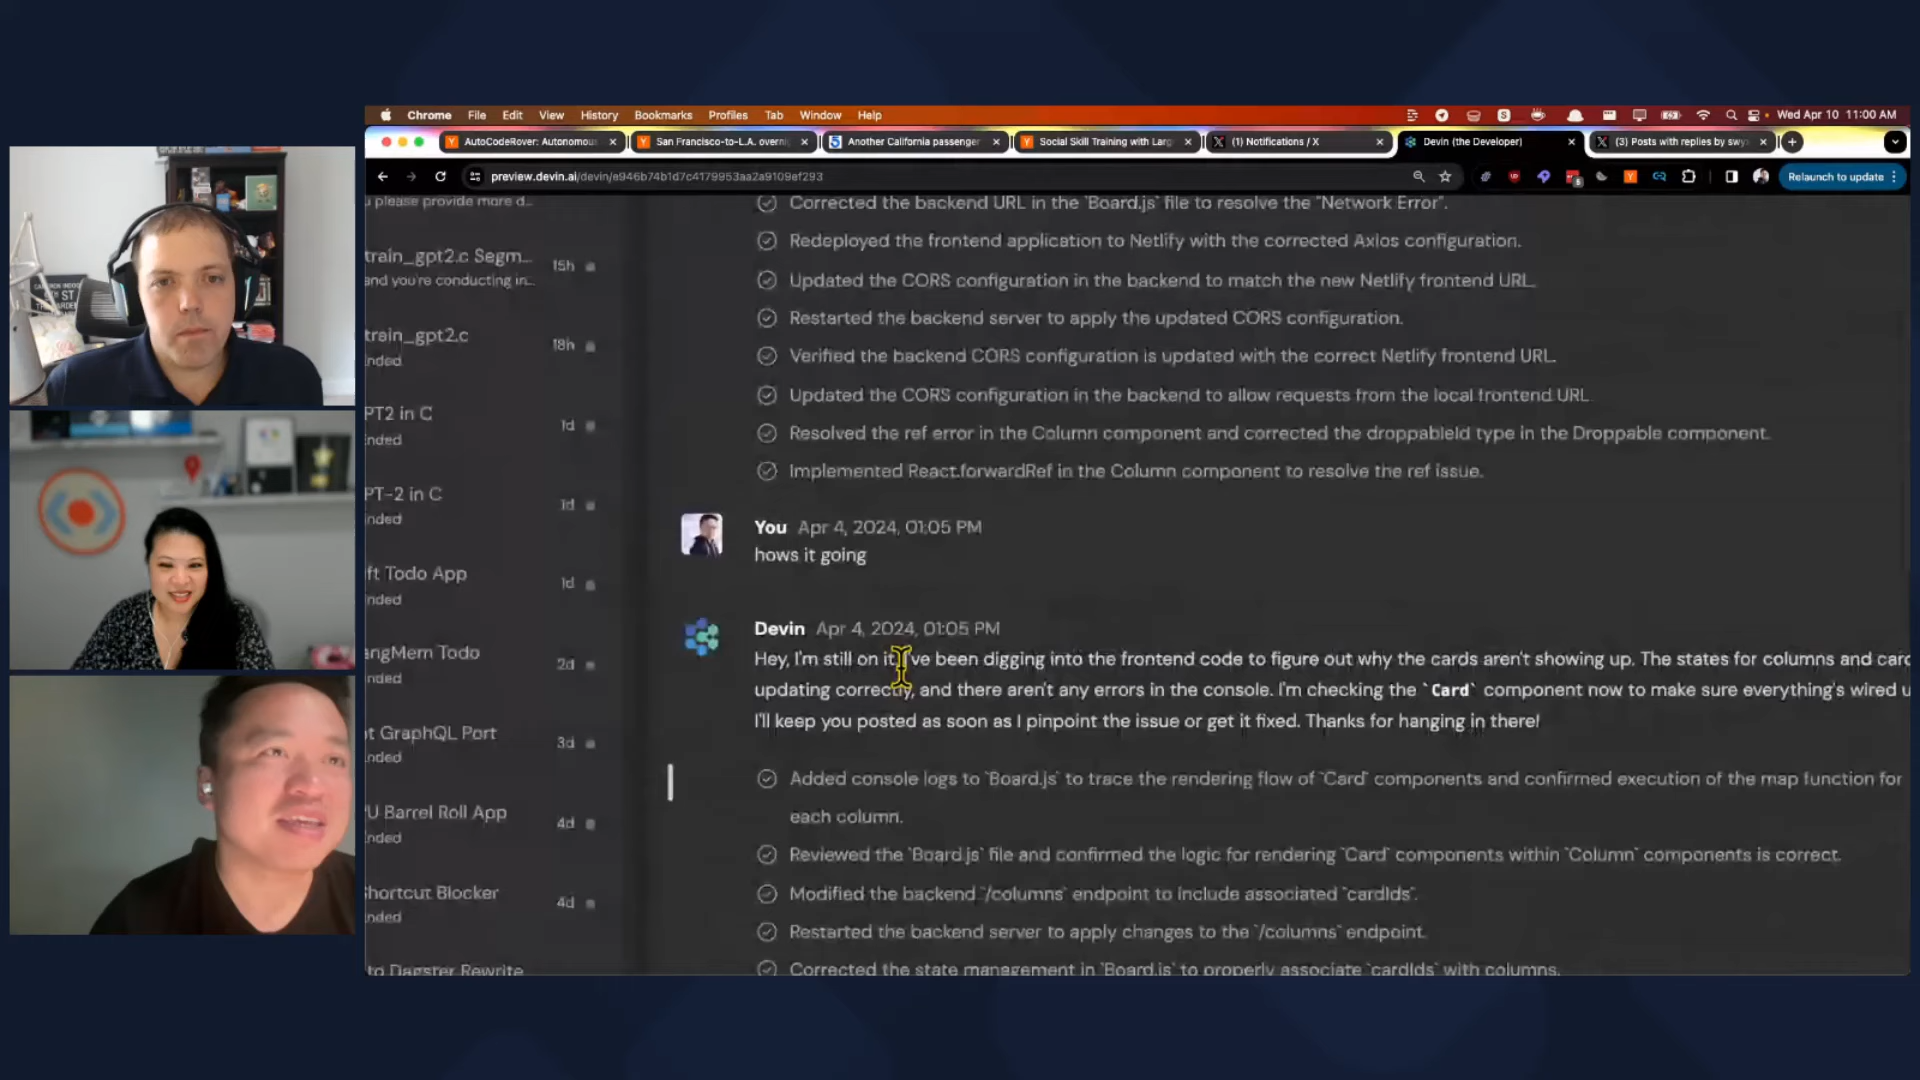 Chrome File Edit View History Bookmarks Profiles Tab Window Help Wed Apr 10 11:00 AM
AutoCodeRover: Autonomou San Francisco-to-L.A. overni Another California passenger Social Skill Training with Larg (1) Notifications / X Devin (the Developer) (3) Posts with replies by swy
preview.devin.ai/devin/e946b74b1d7c4179953aa2a9109ef293 Relaunch to update
u please provide more d...
train_gpt2.c Segm... 15h
and you're conducting in...
train_gpt2.c 18h
nded
PT2 in C 1d
nded
PT-2 in C 1d
nded
ft Todo App 1d
nded
angMem Todo 2d
nded
t GraphQL Port 3d
nded
U Barrel Roll App 4d
nded
Shortcut Blocker 4d
nded
to Dagster Rewrite
Corrected the backend URL in the `Board.js` file to resolve the "Network Error".
Redeployed the frontend application to Netlify with the corrected Axios configuration.
Updated the CORS configuration in the backend to match the new Netlify frontend URL.
Restarted the backend server to apply the updated CORS configuration.
Verified the backend CORS configuration is updated with the correct Netlify frontend URL.
Updated the CORS configuration in the backend to allow requests from the local frontend URL.
Resolved the ref error in the Column component and corrected the droppableId type in the Droppable component.
Implemented React.forwardRef in the Column component to resolve the ref issue.
You Apr 4, 2024, 01:05 PM
hows it going
Devin Apr 4, 2024, 01:05 PM
Hey, I'm still on it. I've been digging into the frontend code to figure out why the cards aren't showing up. The states for columns and card
updating correctly, and there aren't any errors in the console. I'm checking the `Card` component now to make sure everything's wired u
I'll keep you posted as soon as I pinpoint the issue or get it fixed. Thanks for hanging in there!
Added console logs to `Board.js` to trace the rendering flow of `Card` components and confirmed execution of the map function for
each column.
Reviewed the `Board.js` file and confirmed the logic for rendering `Card` components within `Column` components is correct.
Modified the backend `/columns` endpoint to include associated `cardIds`.
Restarted the backend server to apply changes to the `/columns` endpoint.
Corrected the state management in `Board.js` to properly associate `cardIds` with columns.